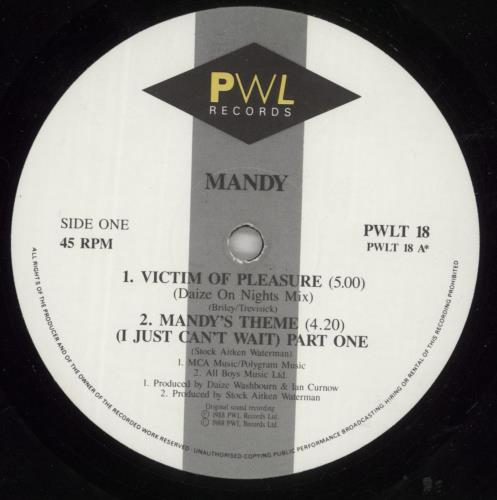 PWL
RECORDS
MANDY
SIDE ONE
45 RPM
PWLT 18
PWLT 18 A*
1. VICTIM OF PLEASURE (5.00)
(Daize On Nights Mix)
(Briley/Trevisick)
2. MANDY'S THEME (4.20)
(I JUST CAN'T WAIT) PART ONE
(Stock Aitken Waterman)
1. MCA Music/Polygram Music
2. All Boys Music Ltd.
1. Produced by Daize Washbourn & Ian Curnow
2. Produced by Stock Aitken Waterman
Original sound recording
℗ 1988 PWL Records Ltd.
© 1988 PWL Records Ltd.
ALL RIGHTS OF THE PRODUCER AND OF THE OWNER OF THE RECORDED WORK RESERVED · UNAUTHORISED COPYING PUBLIC PERFORMANCE BROADCASTING HIRING OR RENTAL OF THIS RECORDING PROHIBITED